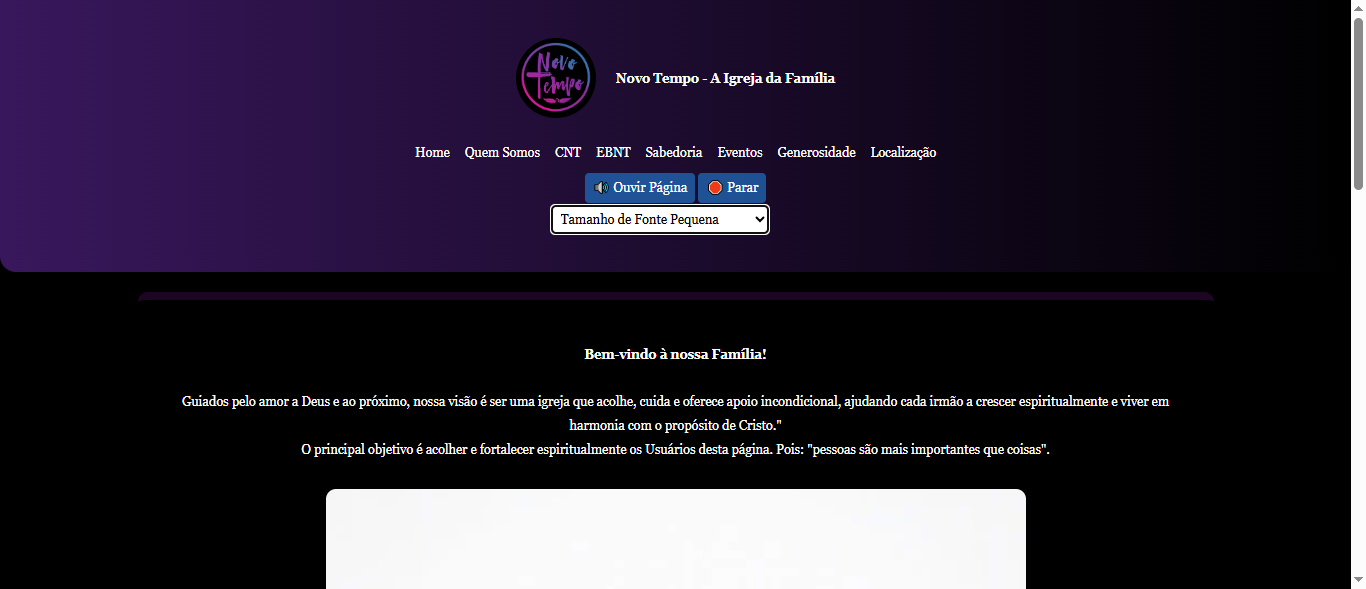 Novo Tempo
Novo Tempo - A Igreja da Família
Home Quem Somos CNT EBNT Sabedoria Eventos Generosidade Localização
Ouvir Página Parar
Tamanho de Fonte Pequena
Bem-vindo à nossa Família!
Guiados pelo amor a Deus e ao próximo, nossa visão é ser uma igreja que acolhe, cuida e oferece apoio incondicional, ajudando cada irmão a crescer espiritualmente e viver em
harmonia com o propósito de Cristo."
O principal objetivo é acolher e fortalecer espiritualmente os Usuários desta página. Pois: "pessoas são mais importantes que coisas".